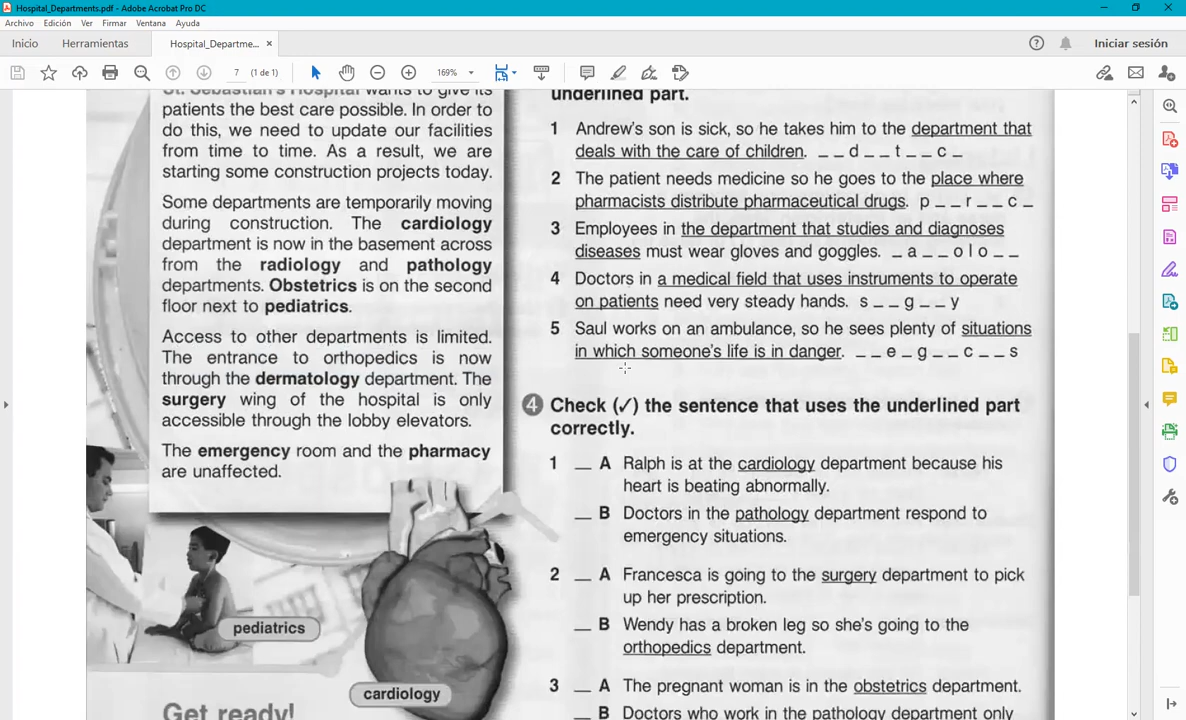 Hospital_Departments.pdf - Adobe Acrobat Pro DC
Archivo Edición Ver Firmar Ventana Ayuda
Inicio Herramientas Hospital_Departme... × Iniciar sesión
7 (1 de 1) 169%
St. Sebastian's Hospital wants to give its
patients the best care possible. In order to
do this, we need to update our facilities
from time to time. As a result, we are
starting some construction projects today.
Some departments are temporarily moving
during construction. The cardiology
department is now in the basement across
from the radiology and pathology
departments. Obstetrics is on the second
floor next to pediatrics.
Access to other departments is limited.
The entrance to orthopedics is now
through the dermatology department. The
surgery wing of the hospital is only
accessible through the lobby elevators.
The emergency room and the pharmacy
are unaffected.
pediatrics
cardiology
Get ready!
underlined part.
1 Andrew's son is sick, so he takes him to the department that
deals with the care of children. _ _ d _ _ t _ _ c _
2 The patient needs medicine so he goes to the place where
pharmacists distribute pharmaceutical drugs. p _ _ r _ _ c _
3 Employees in the department that studies and diagnoses
diseases must wear gloves and goggles. _ a _ _ o l o _ _
4 Doctors in a medical field that uses instruments to operate
on patients need very steady hands. s _ _ g _ _ y
5 Saul works on an ambulance, so he sees plenty of situations
in which someone's life is in danger. _ _ e _ g _ _ c _ _ s
4 Check (✓) the sentence that uses the underlined part
correctly.
1 _ A Ralph is at the cardiology department because his
heart is beating abnormally.
_ B Doctors in the pathology department respond to
emergency situations.
2 _ A Francesca is going to the surgery department to pick
up her prescription.
_ B Wendy has a broken leg so she's going to the
orthopedics department.
3 _ A The pregnant woman is in the obstetrics department.
_ B Doctors who work in the pathology department only